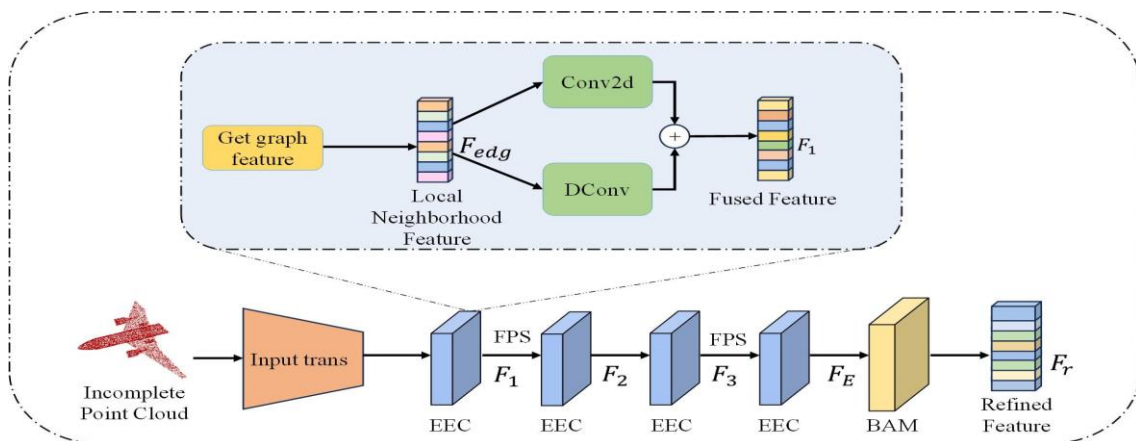 Conv2d
Get graph
feature
F_edg
+
F_1
DConv
Local
Neighborhood
Feature
Fused Feature
Input trans
FPS
FPS
F_1
F_2
F_3
F_E
F_r
Incomplete
Point Cloud
EEC
EEC
EEC
EEC
BAM
Refined
Feature